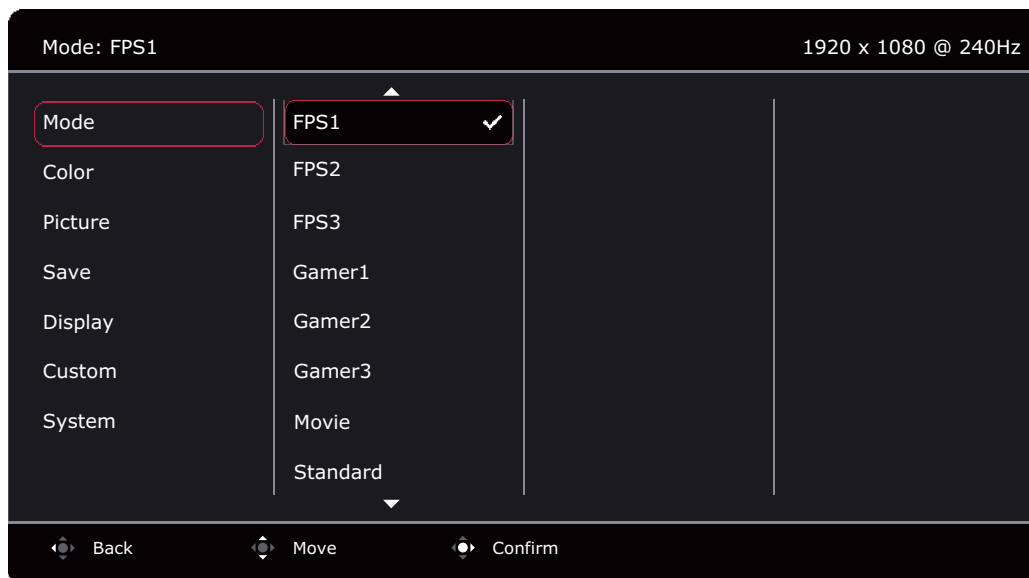 Mode: FPS1 1920 x 1080 @ 240Hz
Mode
Color
Picture
Save
Display
Custom
System
FPS1
FPS2
FPS3
Gamer1
Gamer2
Gamer3
Movie
Standard
Back Move Confirm